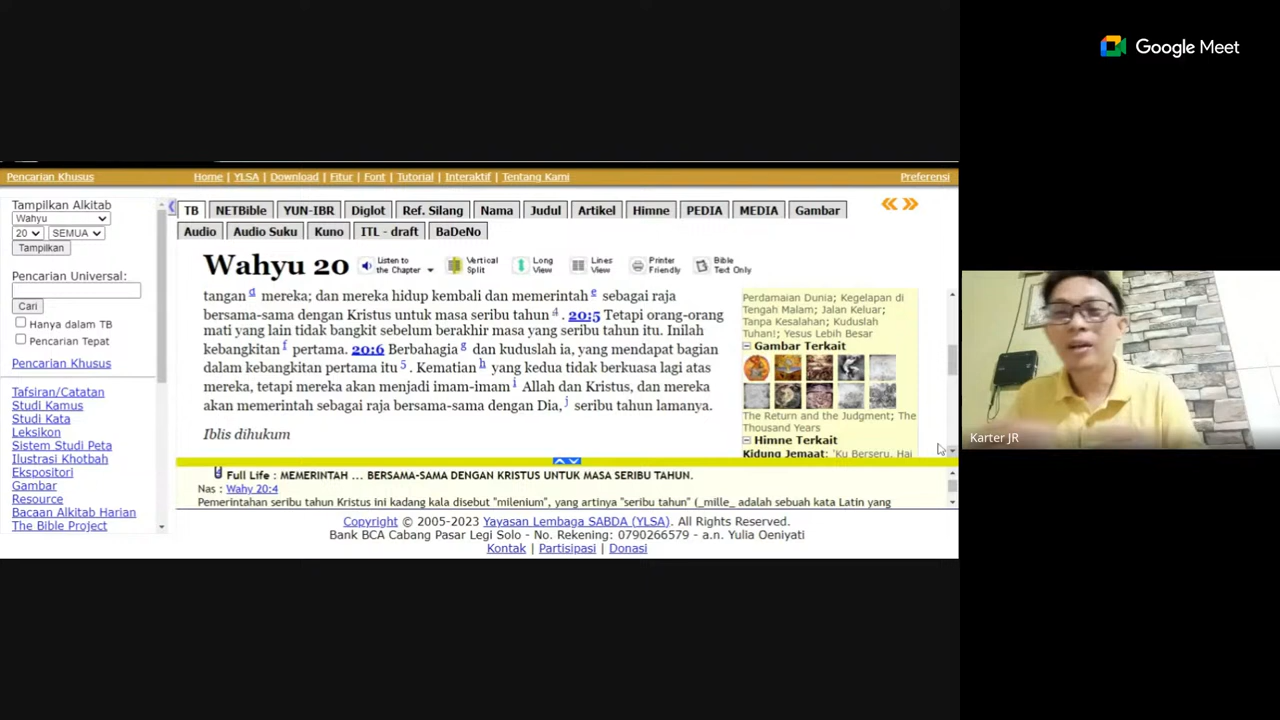 Google Meet
Pencarian Khusus
Home | YLSA | Download | Fitur | Font | Tutorial | Interaktif | Tentang Kami
Preferensi
Tampilkan Alkitab
Wahyu
20 SEMUA
Tampilkan
Pencarian Universal:
Cari
Hanya dalam TB
Pencarian Tepat
Pencarian Khusus
Tafsiran/Catatan
Studi Kamus
Studi Kata
Leksikon
Sistem Studi Peta
Ilustrasi Khotbah
Ekspositori
Gambar
Resource
Bacaan Alkitab Harian
The Bible Project
TB NETBible YUN-IBR Diglot Ref. Silang Nama Judul Artikel Himne PEDIA MEDIA Gambar
Audio Audio Suku Kuno ITL - draft BaDeNo
Wahyu 20
Listen to the Chapter
Vertical Split
Long View
Lines View
Printer Friendly
Bible Text Only
tangan d mereka; dan mereka hidup kembali dan memerintah e sebagai raja
bersama-sama dengan Kristus untuk masa seribu tahun 4 . 20:5 Tetapi orang-orang
mati yang lain tidak bangkit sebelum berakhir masa yang seribu tahun itu. Inilah
kebangkitan f pertama. 20:6 Berbahagia g dan kuduslah ia, yang mendapat bagian
dalam kebangkitan pertama itu 5 . Kematian h yang kedua tidak berkuasa lagi atas
mereka, tetapi mereka akan menjadi imam-imam i Allah dan Kristus, dan mereka
akan memerintah sebagai raja bersama-sama dengan Dia, j seribu tahun lamanya.
Iblis dihukum
Perdamaian Dunia; Kegelapan di
Tengah Malam; Jalan Keluar;
Tanpa Kesalahan; Kuduslah
Tuhan!; Yesus Lebih Besar
Gambar Terkait
The Return and the Judgment; The
Thousand Years
Himne Terkait
Kidung Jemaat: 'Ku Berseru, Hai
Full Life : MEMERINTAH ... BERSAMA-SAMA DENGAN KRISTUS UNTUK MASA SERIBU TAHUN.
Nas : Wahy 20:4
Pemerintahan seribu tahun Kristus ini kadang kala disebut "milenium", yang artinya "seribu tahun" (_mille_ adalah sebuah kata Latin yang
Copyright © 2005-2023 Yayasan Lembaga SABDA (YLSA). All Rights Reserved.
Bank BCA Cabang Pasar Legi Solo - No. Rekening: 0790266579 - a.n. Yulia Oeniyati
Kontak | Partisipasi | Donasi
Karter JR